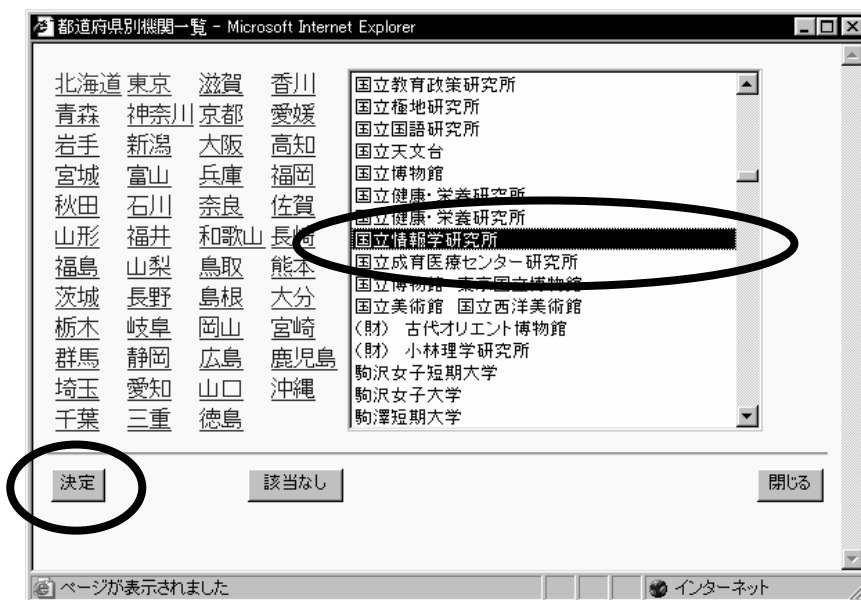 都道府県別機関一覧 - Microsoft Internet Explorer
北海道 東京 滋賀 香川
青森 神奈川 京都 愛媛
岩手 新潟 大阪 高知
宮城 富山 兵庫 福岡
秋田 石川 奈良 佐賀
山形 福井 和歌山 長崎
福島 山梨 鳥取 熊本
茨城 長野 島根 大分
栃木 岐阜 岡山 宮崎
群馬 静岡 広島 鹿児島
埼玉 愛知 山口 沖縄
千葉 三重 徳島
国立教育政策研究所
国立極地研究所
国立国語研究所
国立天文台
国立博物館
国立健康・栄養研究所
国立健康・栄養研究所
国立情報学研究所
国立成育医療センター研究所
国立博物館 東京国立博物館
国立美術館 国立西洋美術館
(財) 古代オリエント博物館
(財) 小林理学研究所
駒沢女子短期大学
駒沢女子大学
駒澤短期大学
決定 該当なし 閉じる
ページが表示されました インターネット